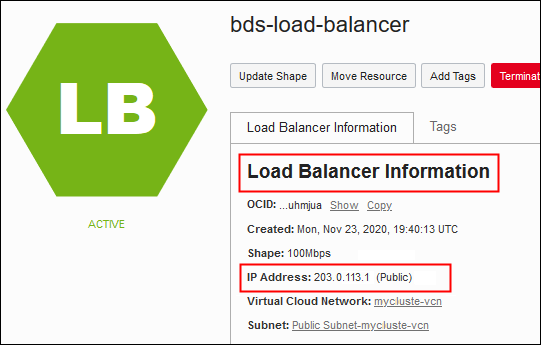 bds-load-balancer
LB
ACTIVE
Update Shape Move Resource Add Tags Terminat
Load Balancer Information Tags
Load Balancer Information
OCID: ...uhmjua Show Copy
Created: Mon, Nov 23, 2020, 19:40:13 UTC
Shape: 100Mbps
IP Address: 203.0.113.1 (Public)
Virtual Cloud Network: mycluste-vcn
Subnet: Public Subnet-mycluste-vcn